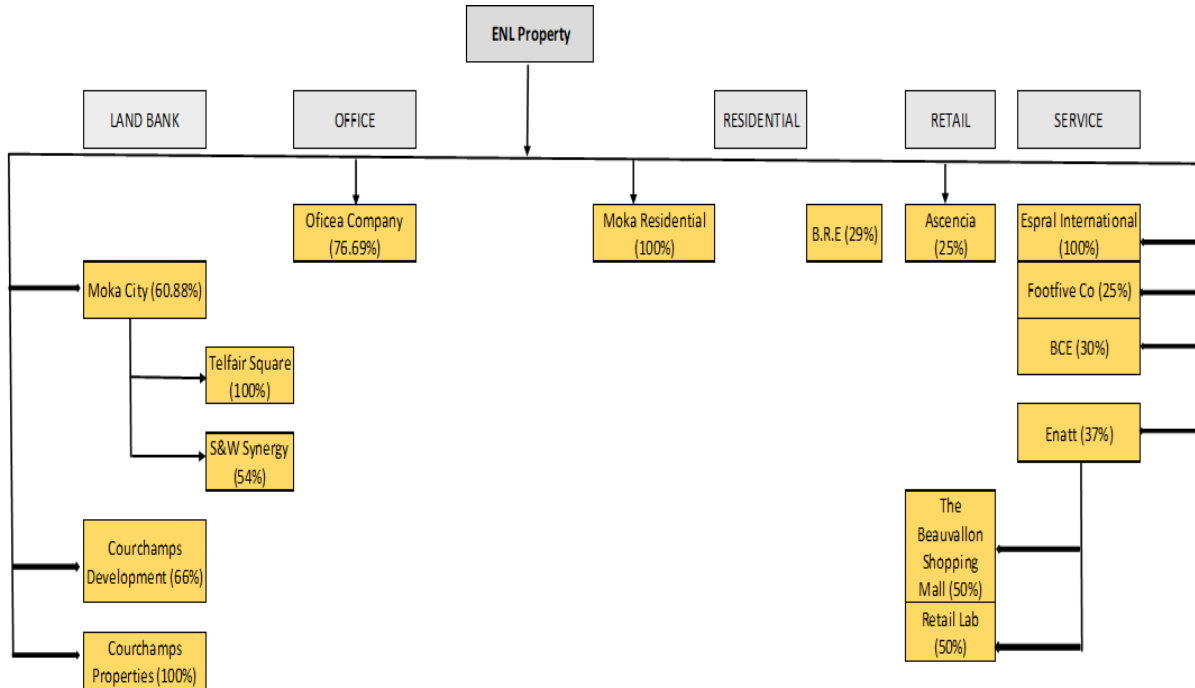 ENL Property
LAND BANK
OFFICE
RESIDENTIAL
RETAIL
SERVICE
Oficea Company
(76.69%)
Moka Residential
(100%)
B.R.E (29%)
Ascencia
(25%)
Espral International
(100%)
Moka City (60.88%)
Footfive Co (25%)
BCE (30%)
Telfair Square
(100%)
S&W Synergy
(54%)
Enatt (37%)
The
Beauvallon
Shopping
Mall (50%)
Retail Lab
(50%)
Courchamps
Development (66%)
Courchamps
Properties (100%)